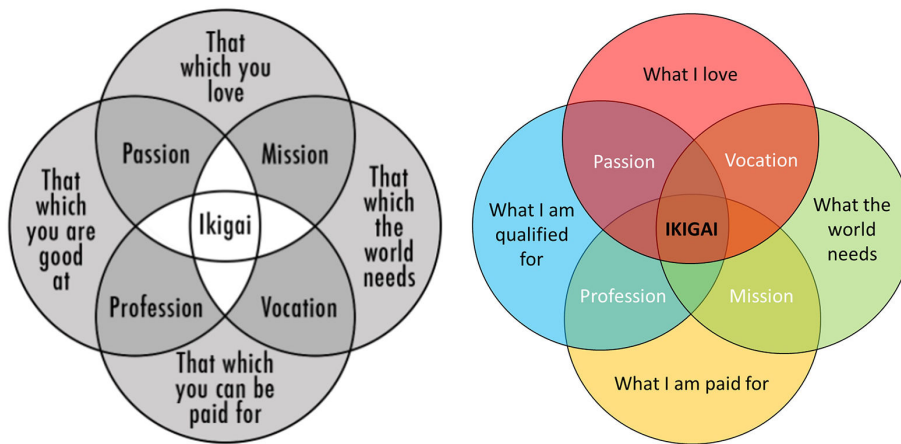 That
which you
love
Passion
Mission
That
which
you are
good
at
Ikigai
That
which
the
world
needs
Profession
Vocation
That which
you can be
paid for
What I love
Passion
Vocation
What I am
qualified
for
IKIGAI
What the
world
needs
Profession
Mission
What I am paid for